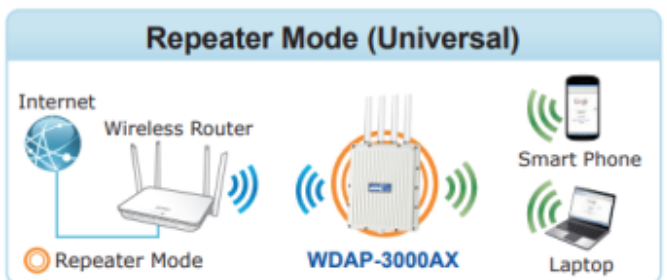 Repeater Mode (Universal)
Internet
Wireless Router
Smart Phone
Repeater Mode
WDAP-3000AX
Laptop